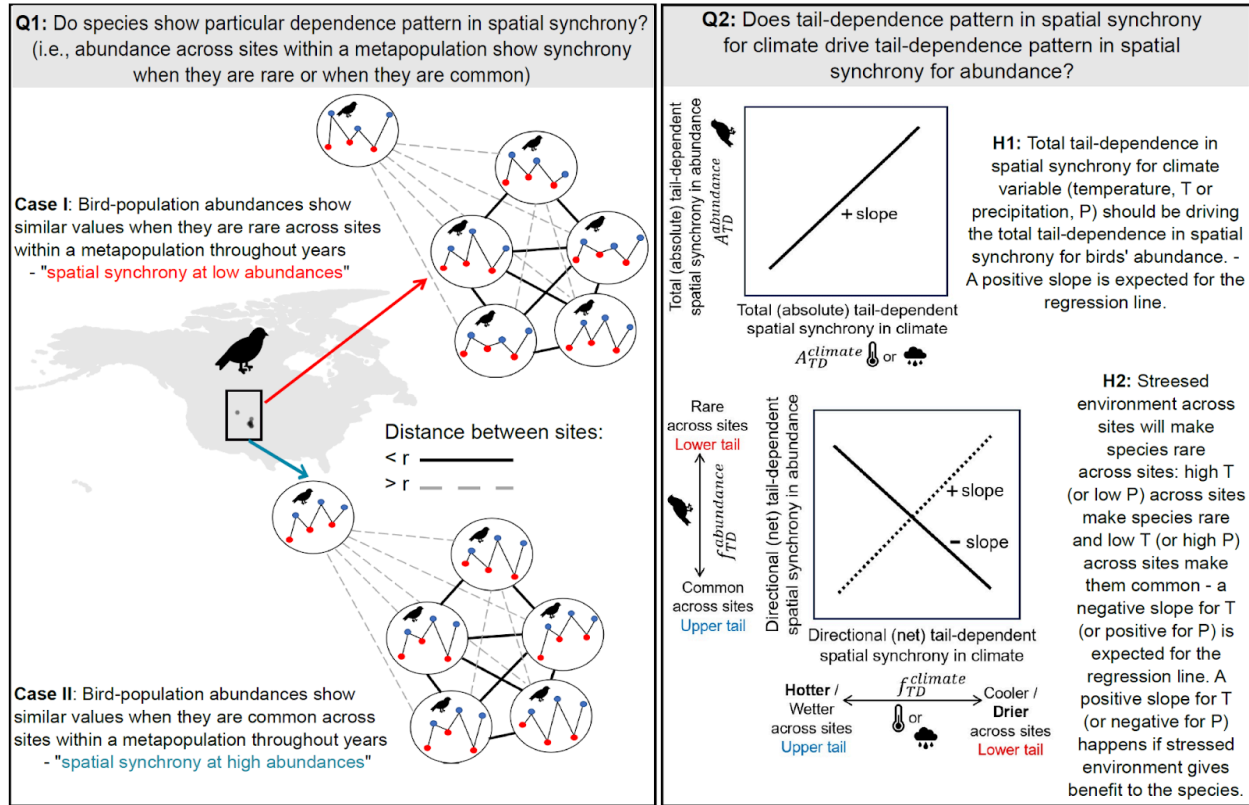 Q1: Do species show particular dependence pattern in spatial synchrony?
(i.e., abundance across sites within a metapopulation show synchrony
when they are rare or when they are common)
Case I: Bird-population abundances show
similar values when they are rare across sites
within a metapopulation throughout years
- "spatial synchrony at low abundances"
Distance between sites:
< r
> r
Case II: Bird-population abundances show
similar values when they are common across
sites within a metapopulation throughout years
- "spatial synchrony at high abundances"
Q2: Does tail-dependence pattern in spatial synchrony
for climate drive tail-dependence pattern in spatial
synchrony for abundance?
Total (absolute) tail-dependent
spatial synchrony in abundance
A_{TD}^{abundance}
+ slope
Total (absolute) tail-dependent
spatial synchrony in climate
A_{TD}^{climate} or
H1: Total tail-dependence in
spatial synchrony for climate
variable (temperature, T or
precipitation, P) should be driving
the total tail-dependence in spatial
synchrony for birds' abundance. -
A positive slope is expected for the
regression line.
Rare
across sites
Lower tail
f_{TD}^{abundance}
Common
across sites
Upper tail
Directional (net) tail-dependent
spatial synchrony in abundance
+ slope
− slope
Directional (net) tail-dependent
spatial synchrony in climate
f_{TD}^{climate}
Hotter /
Wetter
across sites
Upper tail
or
Cooler /
Drier
across sites
Lower tail
H2: Streesed
environment across
sites will make
species rare
across sites: high T
(or low P) across sites
make species rare
and low T (or high P)
across sites make
them common - a
negative slope for T
(or positive for P) is
expected for the
regression line. A
positive slope for T
(or negative for P)
happens if stressed
environment gives
benefit to the species.